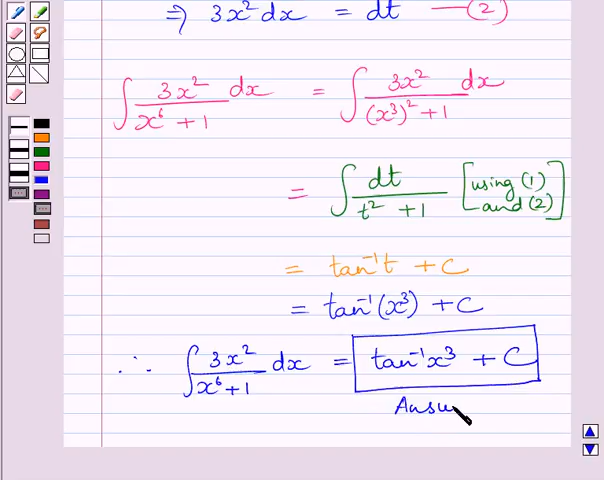 ⇒ 3x² dx = dt —(2)
∫ 3x²/(x⁶ + 1) dx = ∫ 3x²/((x³)² + 1) dx
= ∫ dt/(t² + 1) [using (1) and (2)]
= tan⁻¹t + C
= tan⁻¹(x³) + C
∴ ∫ 3x²/(x⁶ + 1) dx = tan⁻¹x³ + C
Answ